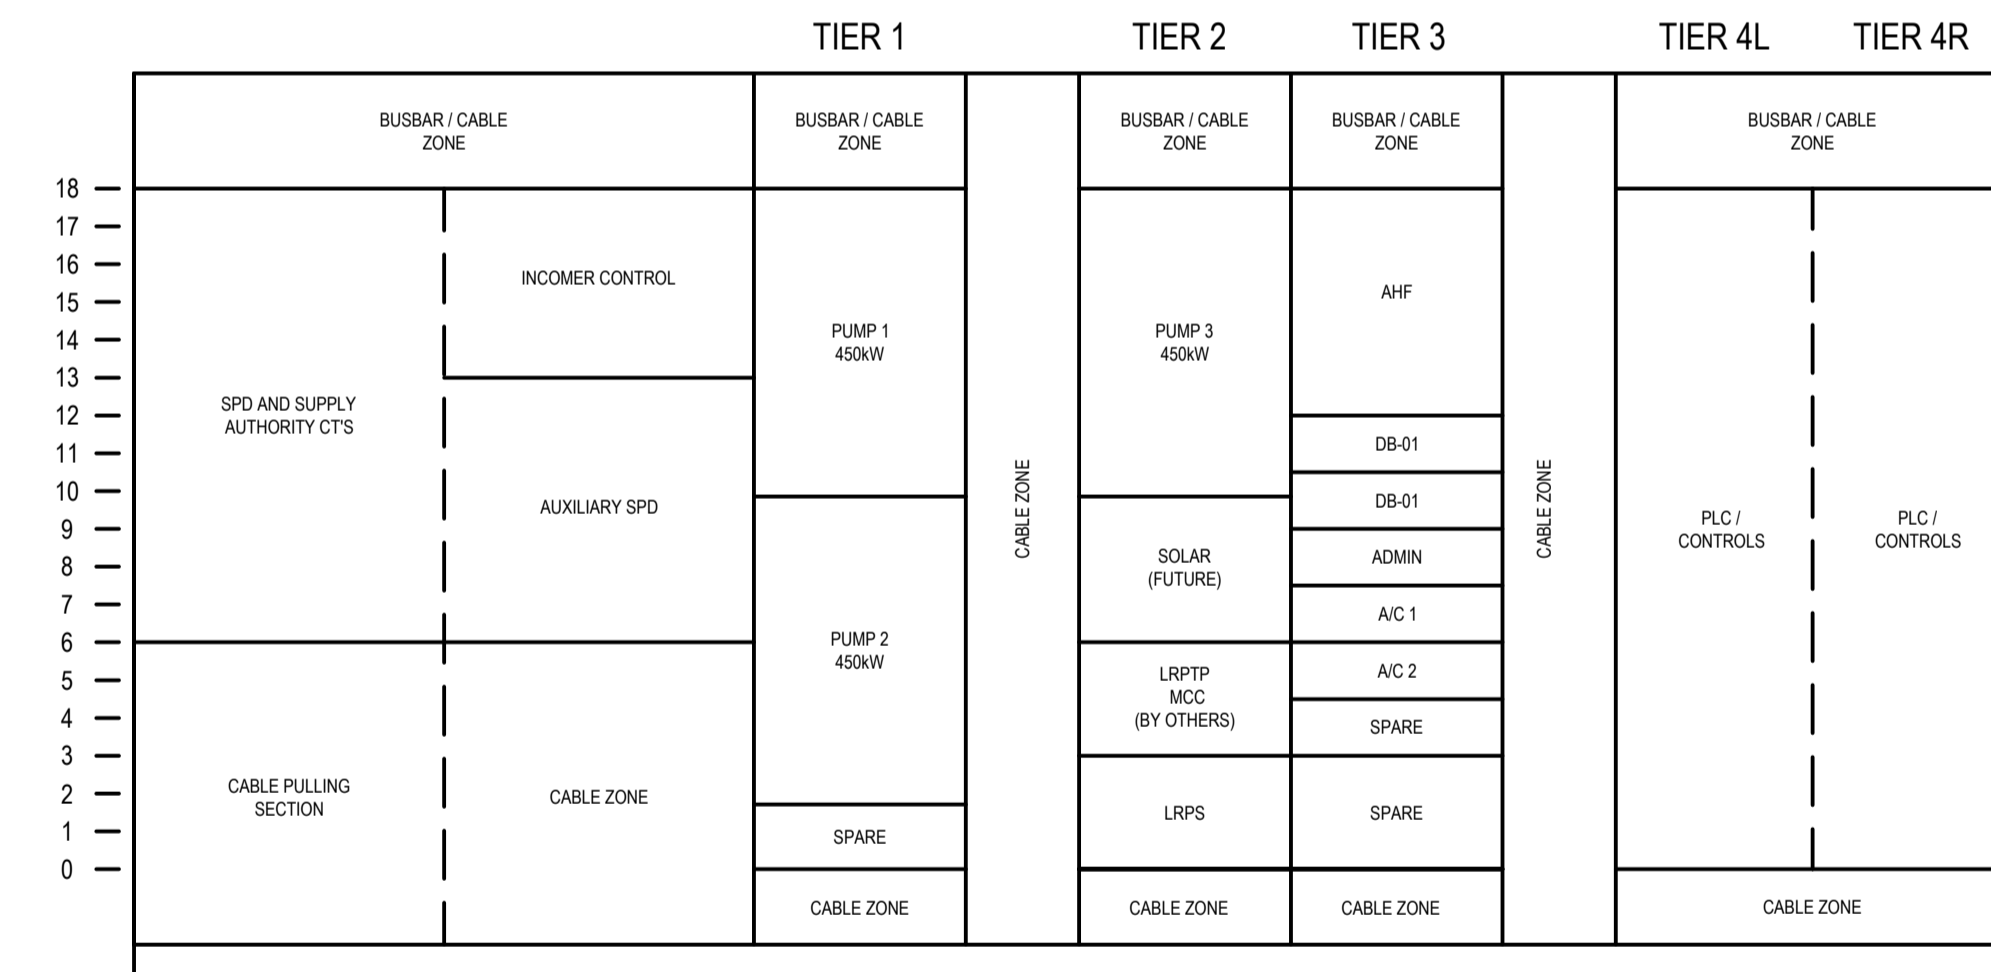 TIER 1
TIER 2
TIER 3
TIER 4L
TIER 4R
BUSBAR / CABLE
ZONE
BUSBAR / CABLE
ZONE
BUSBAR / CABLE
ZONE
BUSBAR / CABLE
ZONE
BUSBAR / CABLE
ZONE
18
17
16
15
14
13
12
11
10
9
8
7
6
5
4
3
2
1
0
SPD AND SUPPLY
AUTHORITY CT'S
CABLE PULLING
SECTION
INCOMER CONTROL
AUXILIARY SPD
CABLE ZONE
PUMP 1
450kW
PUMP 2
450kW
SPARE
CABLE ZONE
CABLE ZONE
PUMP 3
450kW
SOLAR
(FUTURE)
LRPTP
MCC
(BY OTHERS)
LRPS
CABLE ZONE
AHF
DB-01
DB-01
ADMIN
A/C 1
A/C 2
SPARE
SPARE
CABLE ZONE
CABLE ZONE
PLC /
CONTROLS
PLC /
CONTROLS
CABLE ZONE